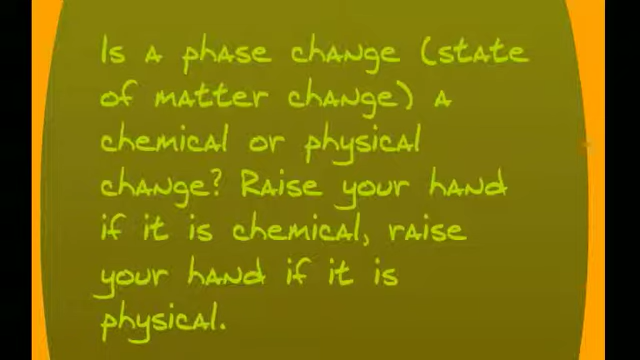 Is a phase change (state
of matter change) a
chemical or physical
change? Raise your hand
if it is chemical, raise
your hand if it is
physical.